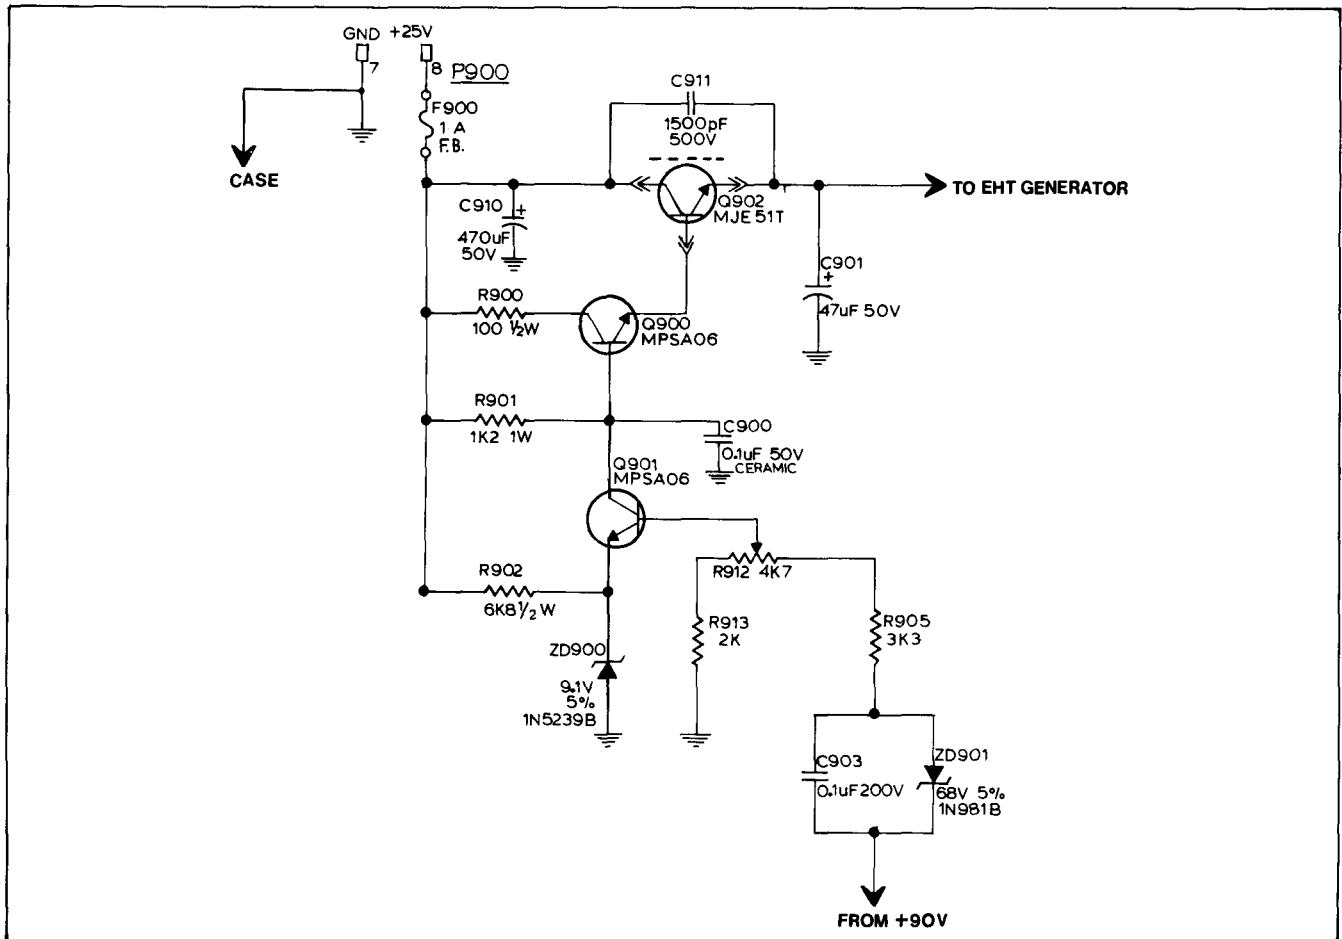 GND +25V
7
8 P900
F900
1 A
F.B.
CASE
C911
1500pF
500V
TO EHT GENERATOR
Q902
MJE51T
C910
+
470uF
50V
C901
+
47uF 50V
R900
100 ½W
Q900
MPSA06
R901
1K2 1W
C900
0.1uF 50V
CERAMIC
Q901
MPSA06
R902
6K8 ½ W
R912 4K7
R913
2K
R905
3K3
ZD900
9.1V
5%
1N5239B
C903
0.1uF 200V
ZD901
68V 5%
1N981B
FROM +90V